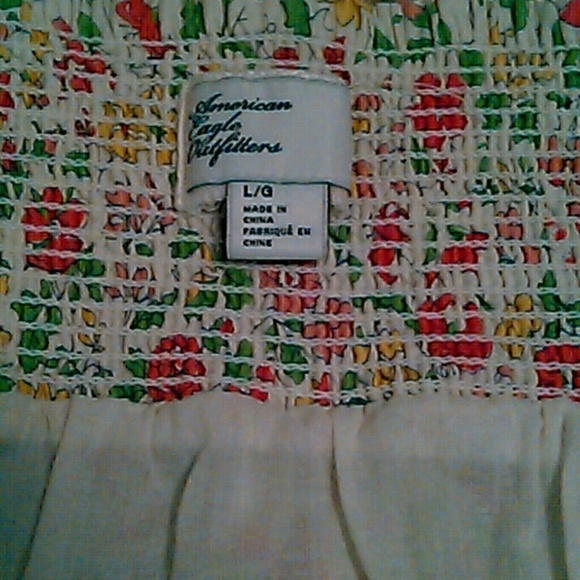 American
Eagle
Outfitters
L/G
MADE IN
CHINA
FABRIQUÉ EN
CHINE